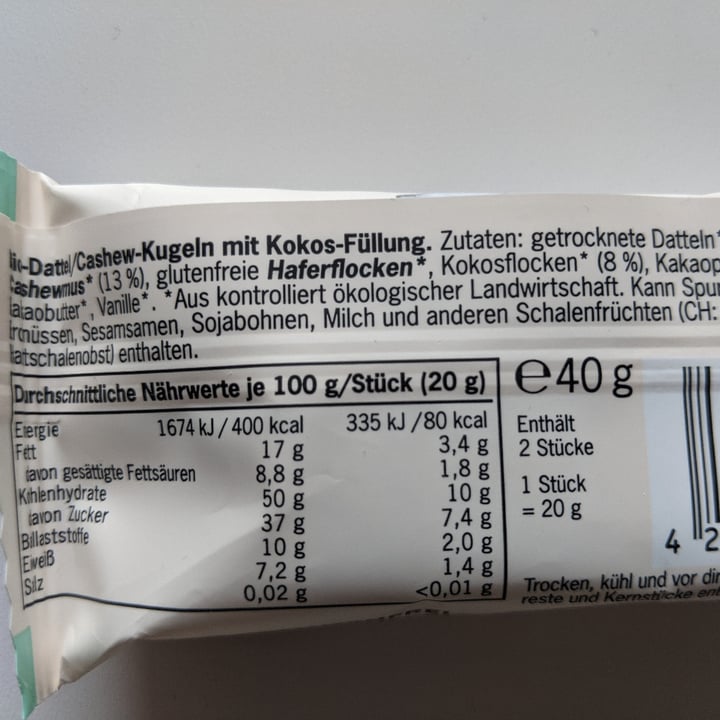 Bio-Dattel/Cashew-Kugeln mit Kokos-Füllung. Zutaten: getrocknete Datteln*
Cashewmus* (13 %), glutenfreie Haferflocken*, Kokosflocken* (8 %), Kakaop
Kakaobutter*, Vanille*. *Aus kontrolliert ökologischer Landwirtschaft. Kann Spur
Erdnüssen, Sesamsamen, Sojabohnen, Milch und anderen Schalenfrüchten (CH:
Hartschalenobst) enthalten.
Durchschnittliche Nährwerte je 100 g/Stück (20 g)
Energie 1674 kJ / 400 kcal 335 kJ / 80 kcal
Fett 17 g 3,4 g
davon gesättigte Fettsäuren 8,8 g 1,8 g
Kohlenhydrate 50 g 10 g
davon Zucker 37 g 7,4 g
Ballaststoffe 10 g 2,0 g
Eiweiß 7,2 g 1,4 g
Salz 0,02 g <0,01 g
℮40 g
Enthält
2 Stücke
1 Stück
= 20 g
4 2
Trocken, kühl und vor dir
reste und Kernstücke ent